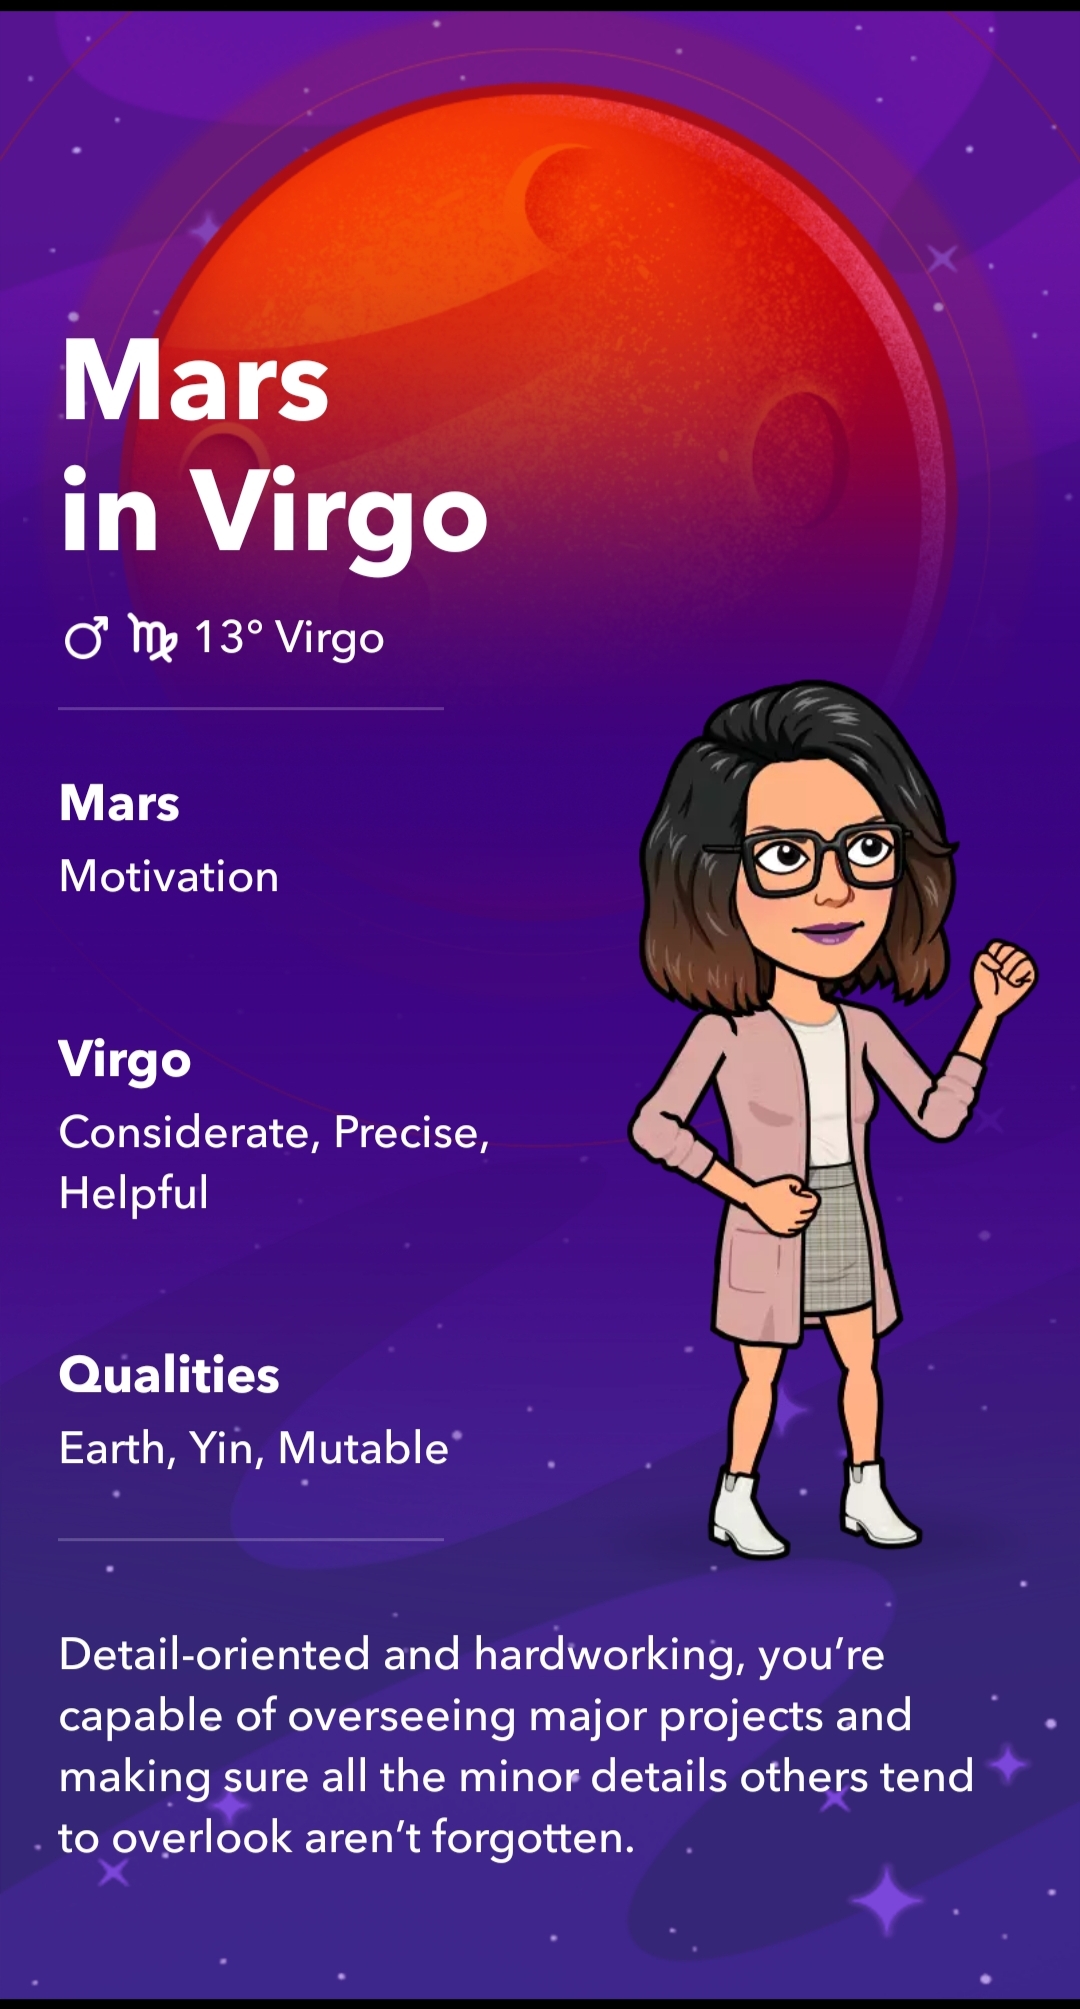 Mars
in Virgo
♂ ♍ 13° Virgo
Mars
Motivation
Virgo
Considerate, Precise,
Helpful
Qualities
Earth, Yin, Mutable
Detail-oriented and hardworking, you’re
capable of overseeing major projects and
making sure all the minor details others tend
to overlook aren’t forgotten.